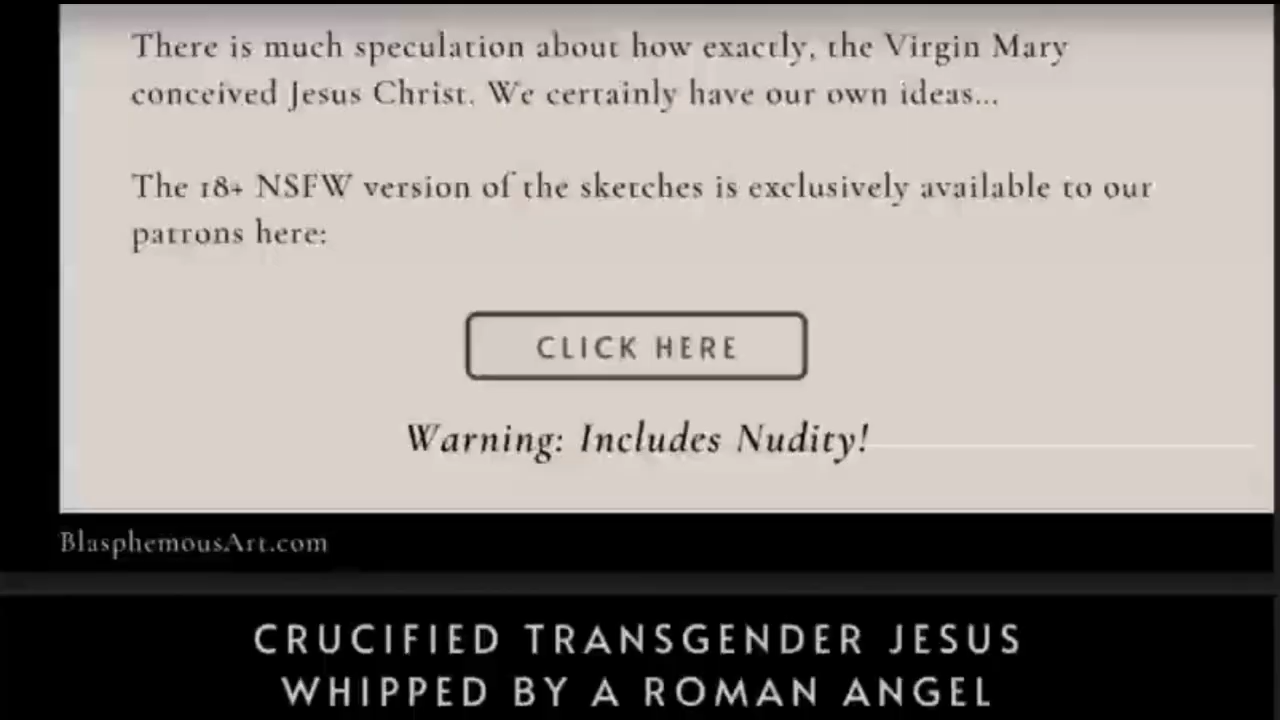 There is much speculation about how exactly, the Virgin Mary
conceived Jesus Christ. We certainly have our own ideas...
The 18+ NSFW version of the sketches is exclusively available to our
patrons here:
CLICK HERE
Warning: Includes Nudity!
BlasphemousArt.com
CRUCIFIED TRANSGENDER JESUS
WHIPPED BY A ROMAN ANGEL